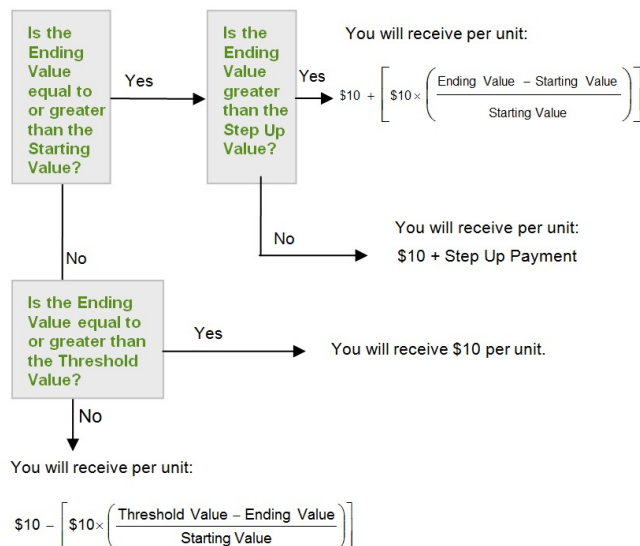 Is the
Ending
Value
equal to
or greater
than the
Starting
Value?
Yes
Is the
Ending
Value
greater
than the
Step Up
Value?
Yes
You will receive per unit:
$10 + [ $10 × ( Ending Value – Starting Value
Starting Value ) ]
No
You will receive per unit:
$10 + Step Up Payment
No
Is the Ending
Value equal to
or greater than
the Threshold
Value?
Yes
You will receive $10 per unit.
No
You will receive per unit:
$10 – [ $10× ( Threshold Value – Ending Value
Starting Value ) ]